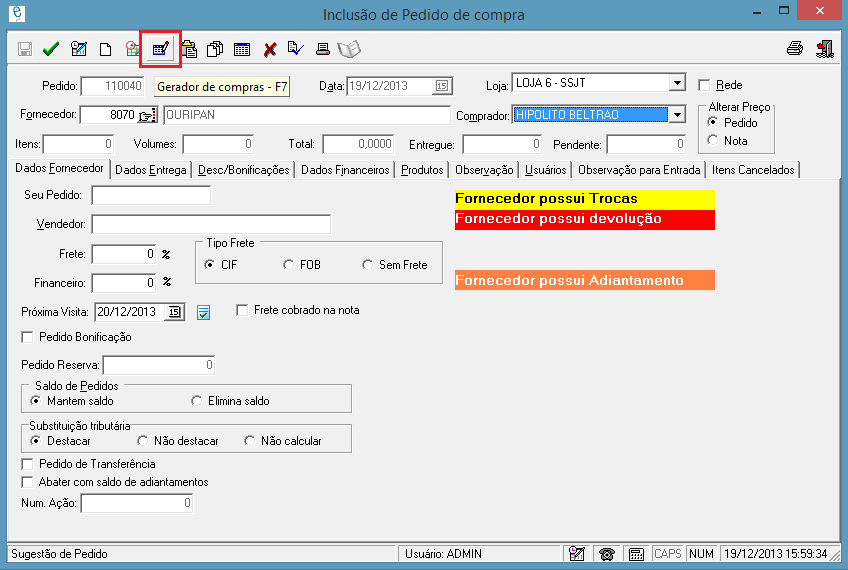 Inclusão de Pedido de compra
Pedido: 110040 Gerador de compras - F7 Data: 19/12/2013 15 Loja: LOJA 6 - SSJT Rede
Fornecedor: 8070 OURIPAN Comprador: HIPOLITO BELTRAO
Alterar Preço
Pedido
Nota
Itens: 0 Volumes: 0 Total: 0,0000 Entregue: 0 Pendente: 0
Dados Fornecedor Dados Entrega Desc/Bonificações Dados Financeiros Produtos Observação Usuários Observação para Entrada Itens Cancelados
Seu Pedido:
Fornecedor possui Trocas
Fornecedor possui devolução
Vendedor:
Frete: 0 %
Tipo Frete
CIF FOB Sem Frete
Financeiro: 0 %
Fornecedor possui Adiantamento
Próxima Visita: 20/12/2013 15 Frete cobrado na nota
Pedido Bonificação
Pedido Reserva: 0
Saldo de Pedidos
Mantem saldo Elimina saldo
Substituição tributária
Destacar Não destacar Não calcular
Pedido de Transferência
Abater com saldo de adiantamentos
Num. Ação: 0
Sugestão de Pedido Usuário: ADMIN CAPS NUM 19/12/2013 15:59:34